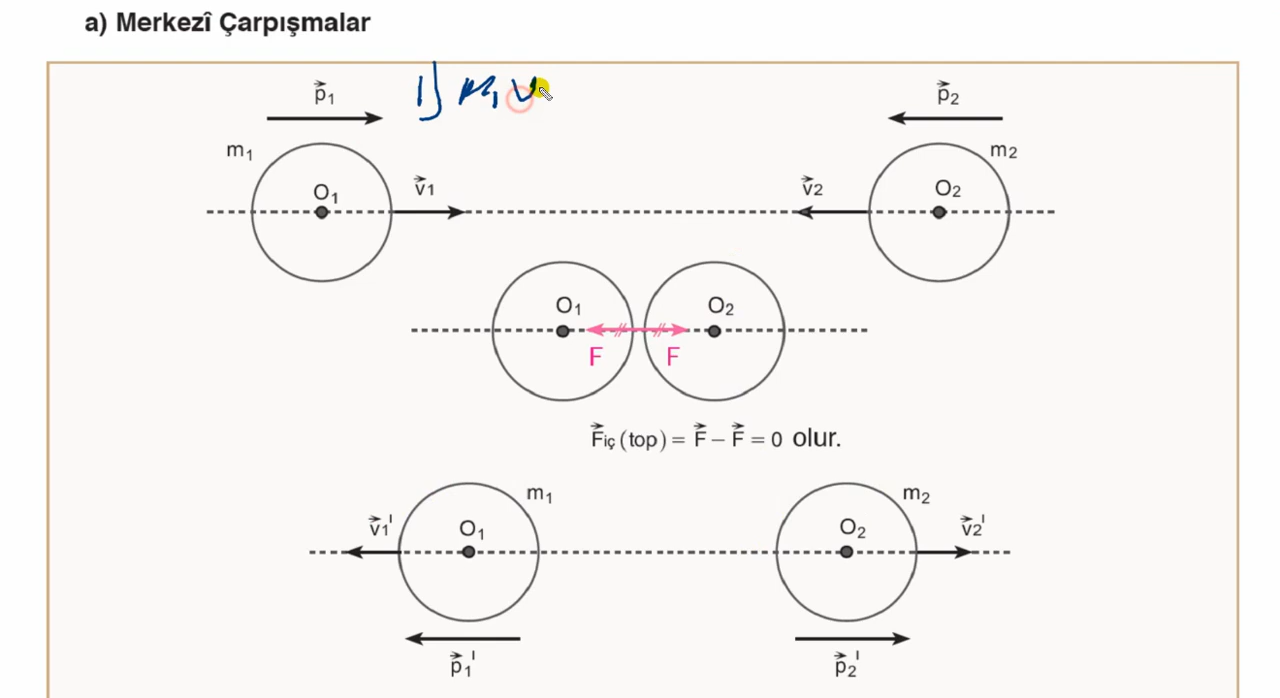 a) Merkezî Çarpışmalar
p⃗1 1) m1 v p⃗2
m1 m2
O1 v⃗1 v⃗2 O2
O1 O2
F F
F⃗iç (top) = F⃗ – F⃗ = 0 olur.
m1 m2
v⃗1' O1 O2 v⃗2'
p⃗1' p⃗2'